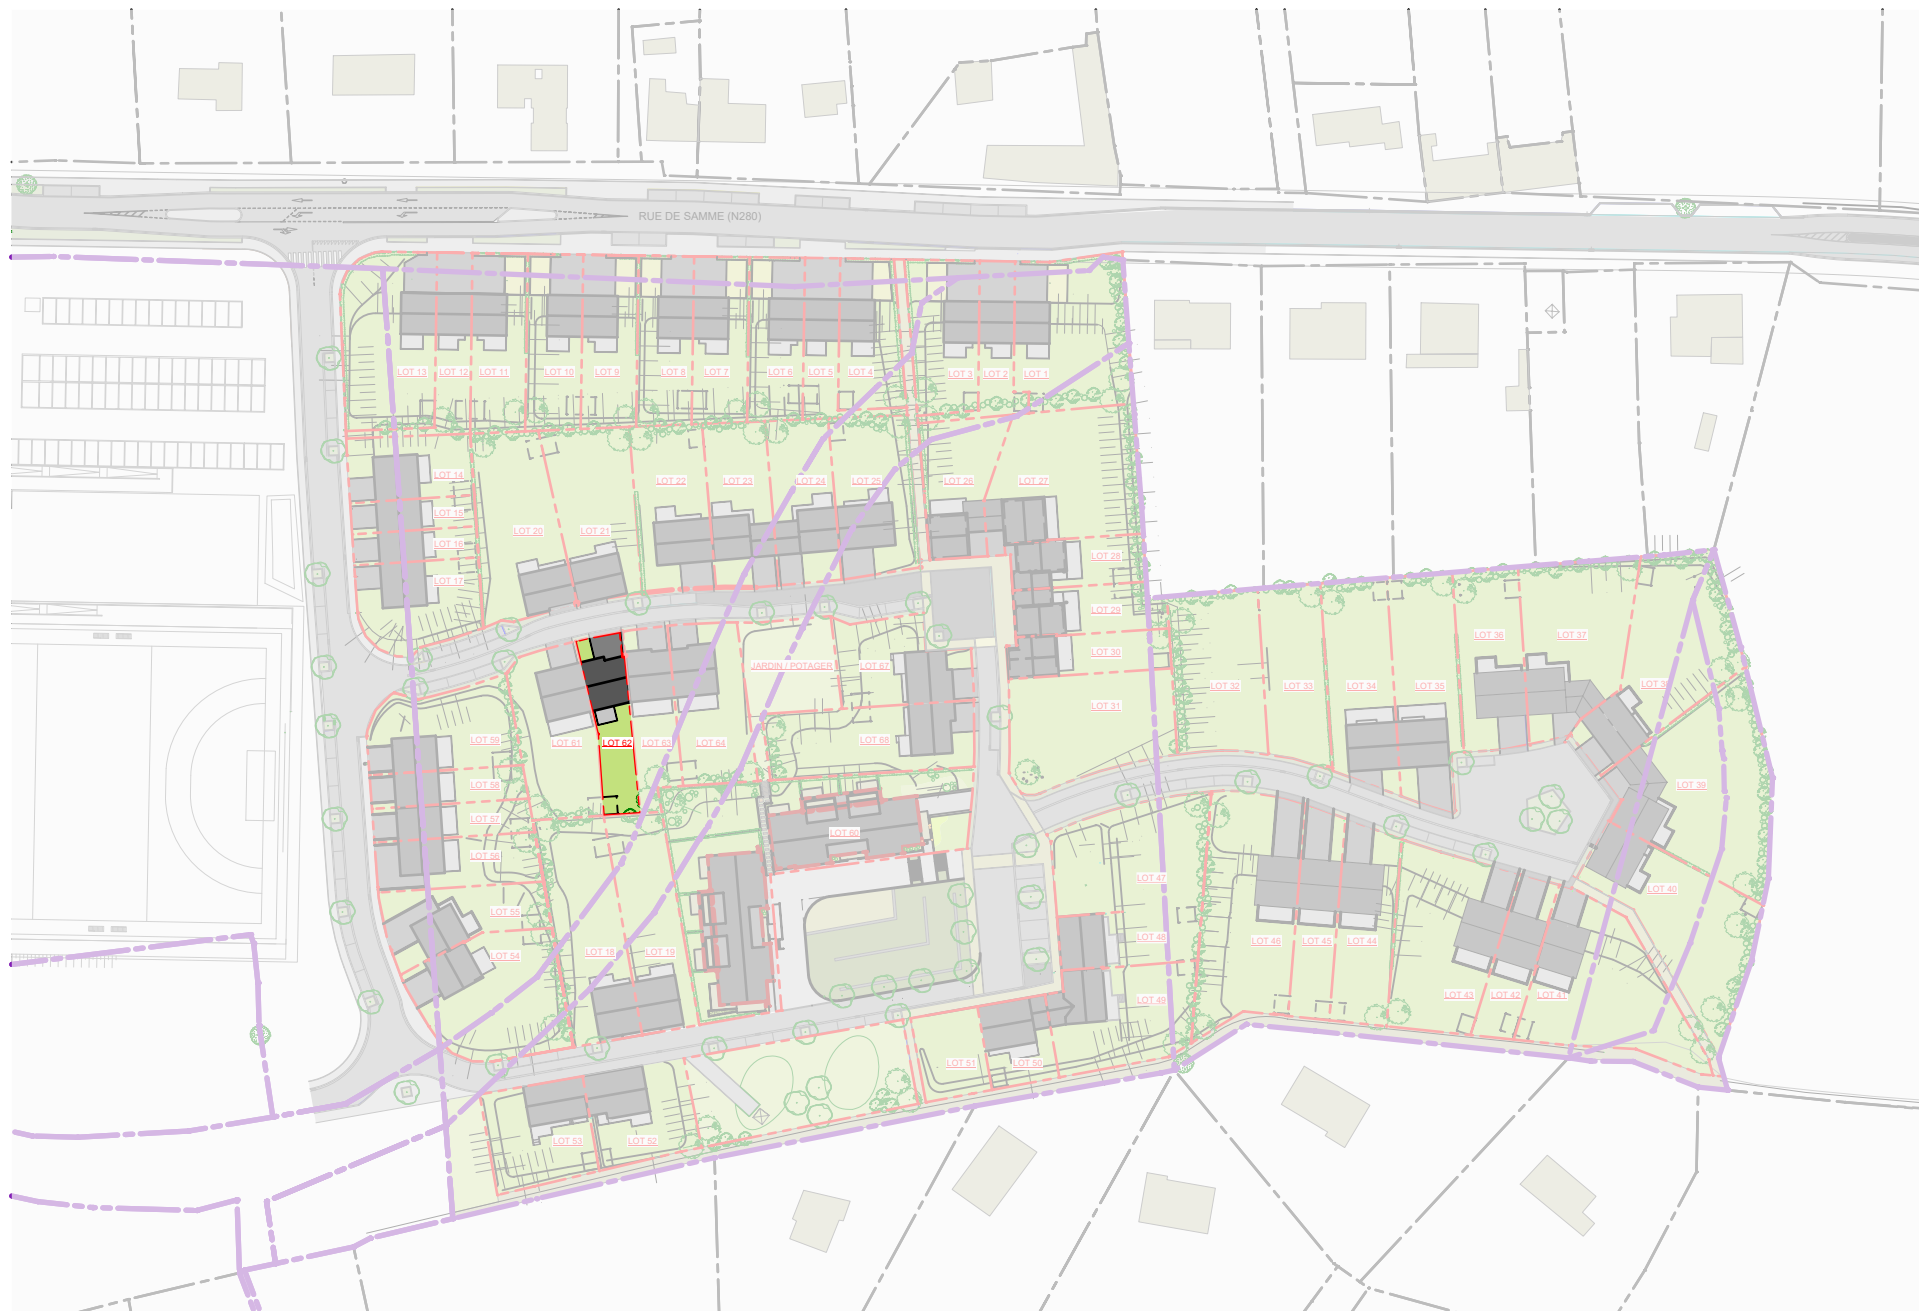 RUE DE SAMME (N280)
LOT 13
LOT 12
LOT 11
LOT 10
LOT 9
LOT 8
LOT 7
LOT 6
LOT 5
LOT 4
LOT 3
LOT 2
LOT 1
LOT 14
LOT 15
LOT 16
LOT 17
LOT 20
LOT 21
LOT 22
LOT 23
LOT 24
LOT 25
LOT 26
LOT 27
LOT 28
LOT 29
LOT 30
LOT 31
LOT 32
LOT 33
LOT 34
LOT 35
LOT 36
LOT 37
LOT 38
LOT 39
LOT 40
JARDIN / POTAGER
LOT 67
LOT 68
LOT 59
LOT 61
LOT 62
LOT 63
LOT 64
LOT 58
LOT 57
LOT 56
LOT 55
LOT 54
LOT 60
LOT 18
LOT 19
LOT 47
LOT 48
LOT 49
LOT 46
LOT 45
LOT 44
LOT 43
LOT 42
LOT 41
LOT 51
LOT 50
LOT 53
LOT 52